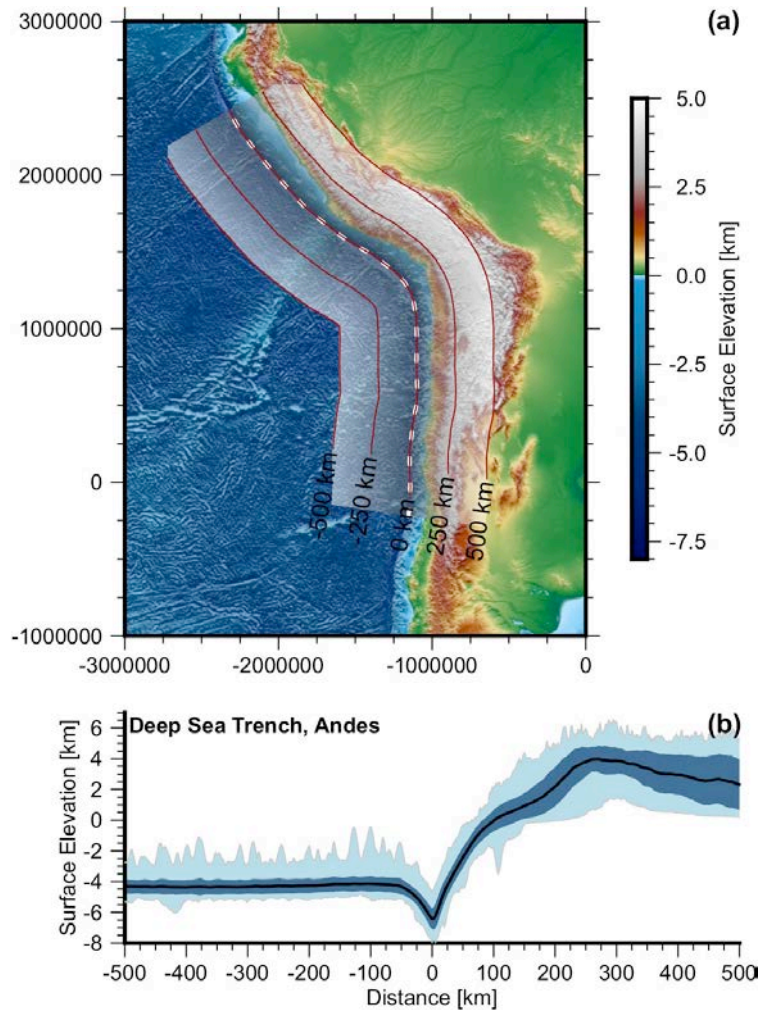 (a)
3000000
2000000
1000000
0
-1000000
-3000000 -2000000 -1000000 0
-500 km
-250 km
0 km
250 km
500 km
5.0
2.5
0.0
-2.5
-5.0
-7.5
Surface Elevation [km]
Deep Sea Trench, Andes
(b)
6
4
2
0
-2
-4
-6
-8
Surface Elevation [km]
-500 -400 -300 -200 -100 0 100 200 300 400 500
Distance [km]